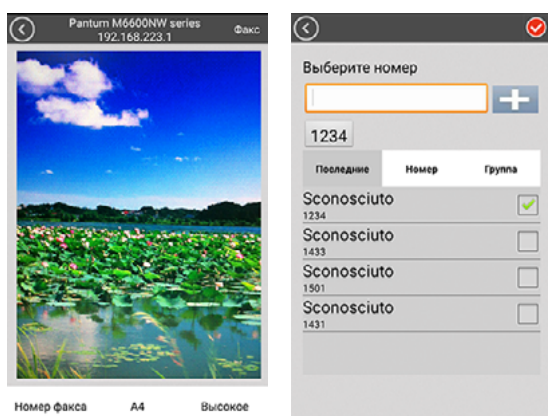 Pantum M6600NW series
192.168.223.1
Факс
Номер факса A4 Высокое
Выберите номер
1234
Последние Номер Группа
Sconosciuto
1234
Sconosciuto
1433
Sconosciuto
1501
Sconosciuto
1431